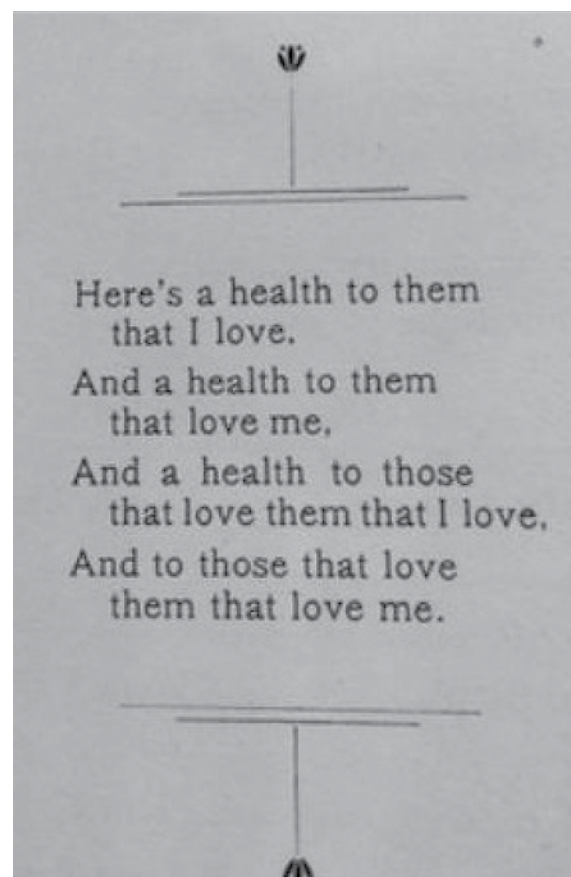 Here's a health to them
that I love.
And a health to them
that love me,
And a health to those
that love them that I love,
And to those that love
them that love me.